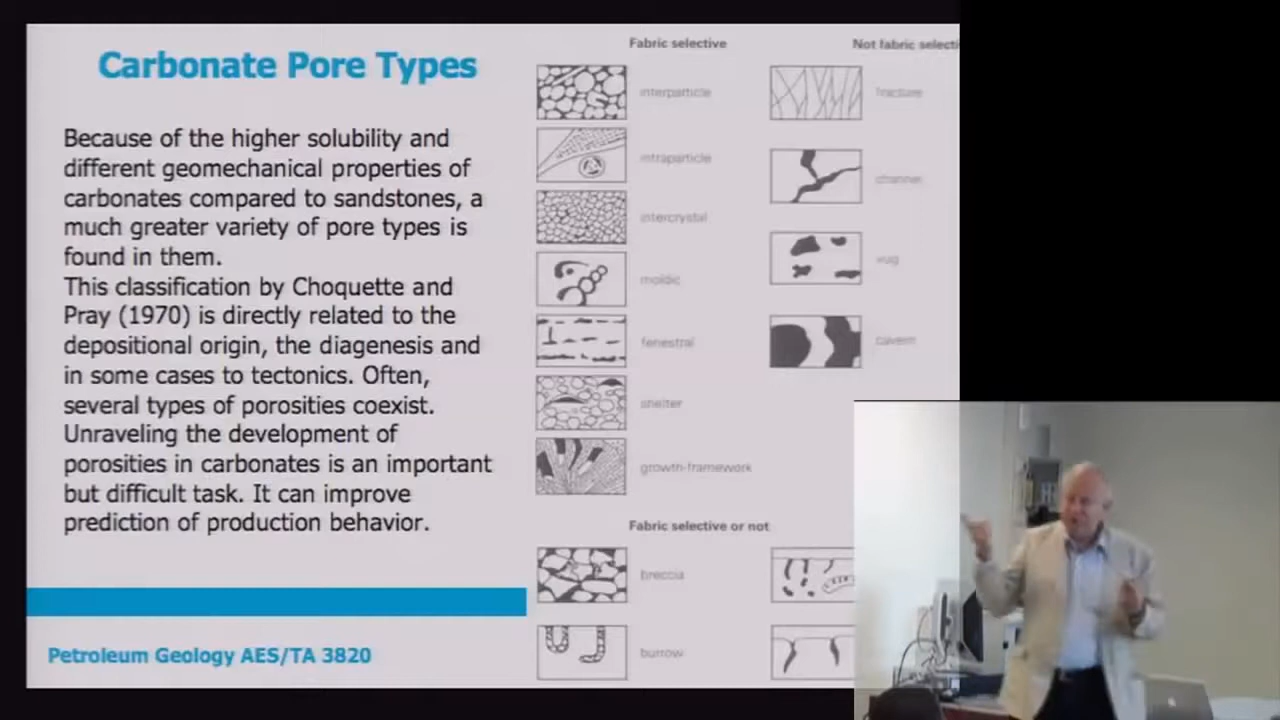 Carbonate Pore Types
Because of the higher solubility and
different geomechanical properties of
carbonates compared to sandstones, a
much greater variety of pore types is
found in them.
This classification by Choquette and
Pray (1970) is directly related to the
depositional origin, the diagenesis and
in some cases to tectonics. Often,
several types of porosities coexist.
Unraveling the development of
porosities in carbonates is an important
but difficult task. It can improve
prediction of production behavior.
Petroleum Geology AES/TA 3820
Fabric selective
interparticle
intraparticle
intercrystal
moldic
fenestral
shelter
growth-framework
Not fabric selecti
fracture
channel
vug
cavern
Fabric selective or not
breccia
burrow